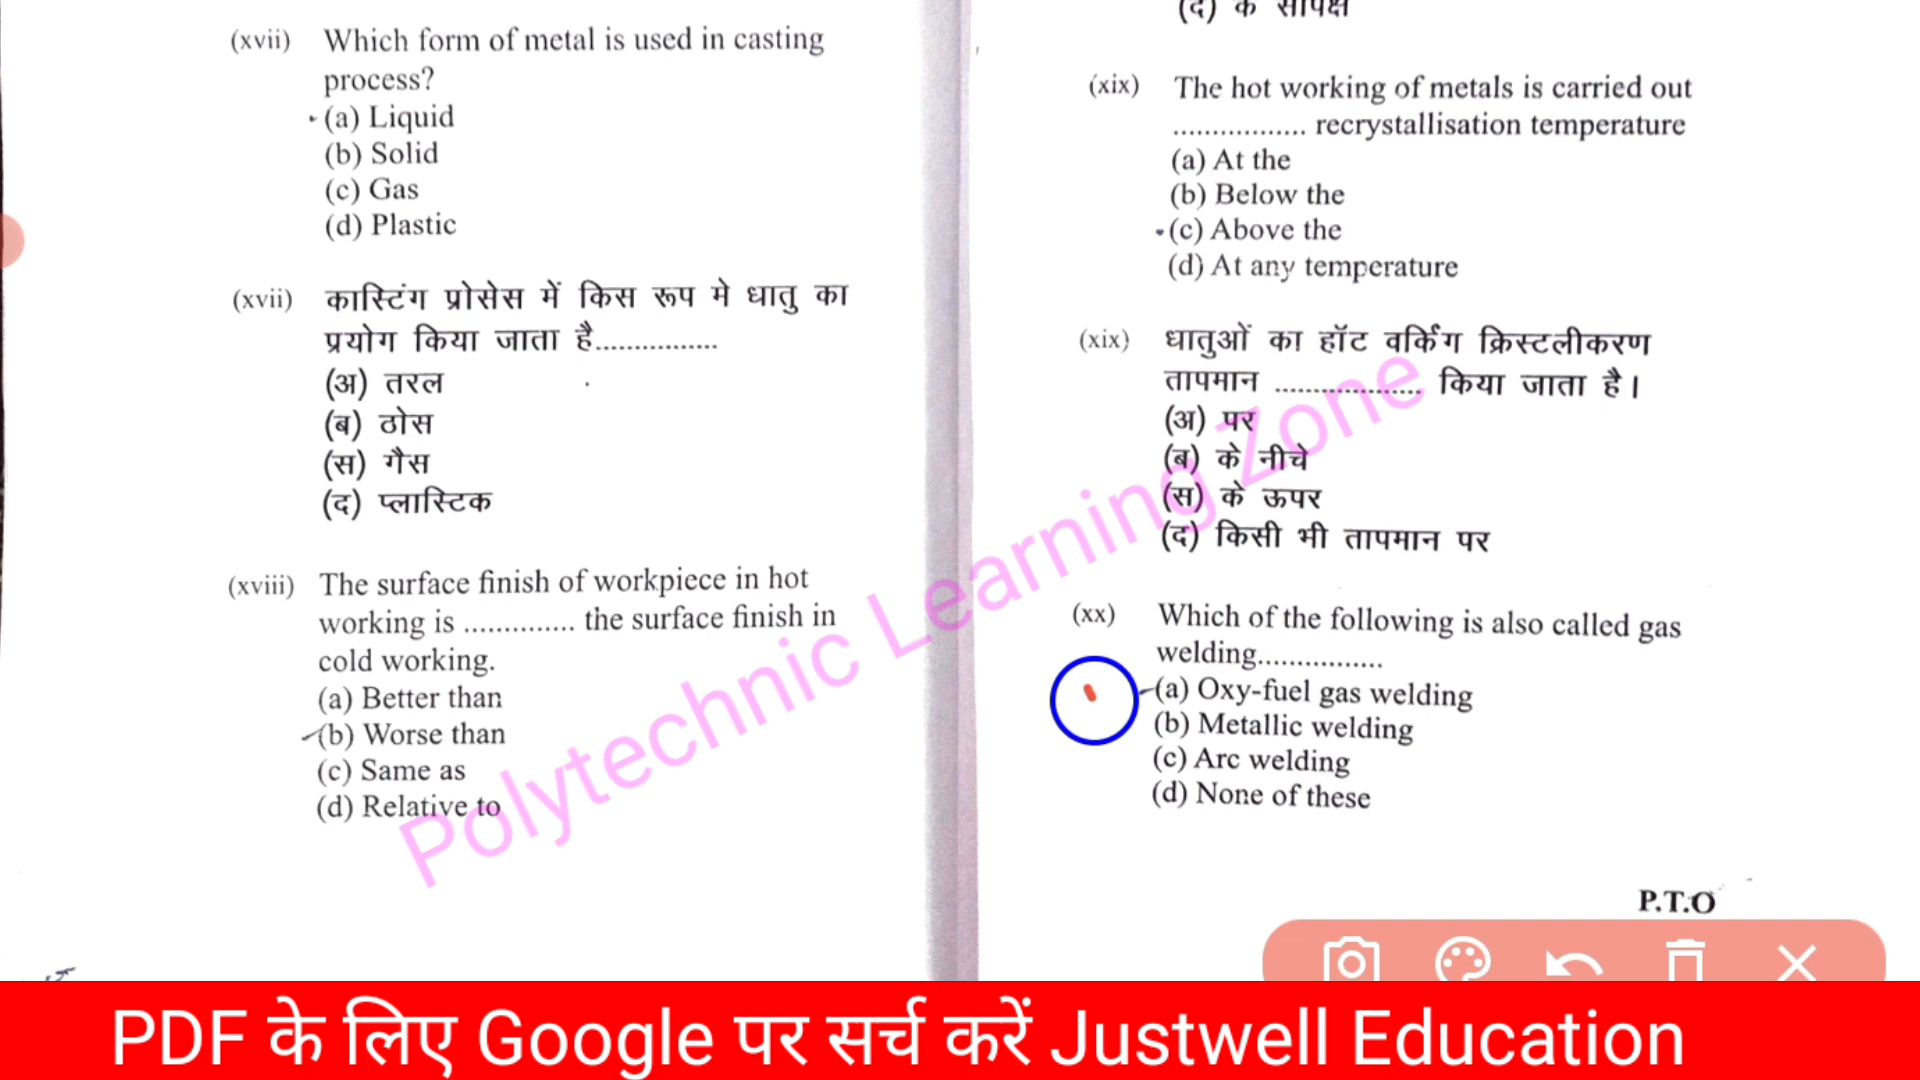 (xvii) Which form of metal is used in casting
process?
(a) Liquid
(b) Solid
(c) Gas
(d) Plastic
(xvii) कास्टिंग प्रोसेस में किस रूप मे धातु का
प्रयोग किया जाता है................
(अ) तरल
(ब) ठोस
(स) गैस
(द) प्लास्टिक
(xviii) The surface finish of workpiece in hot
working is .............. the surface finish in
cold working.
(a) Better than
(b) Worse than
(c) Same as
(d) Relative to
(द) के सापेक्ष
(xix) The hot working of metals is carried out
................. recrystallisation temperature
(a) At the
(b) Below the
(c) Above the
(d) At any temperature
(xix) धातुओं का हॉट वर्किंग क्रिस्टलीकरण
तापमान ................... किया जाता है।
(अ) पर
(ब) के नीचे
(स) के ऊपर
(द) किसी भी तापमान पर
(xx) Which of the following is also called gas
welding................
(a) Oxy-fuel gas welding
(b) Metallic welding
(c) Arc welding
(d) None of these
P.T.O
Polytechnic Learning Zone
PDF के लिए Google पर सर्च करें Justwell Education